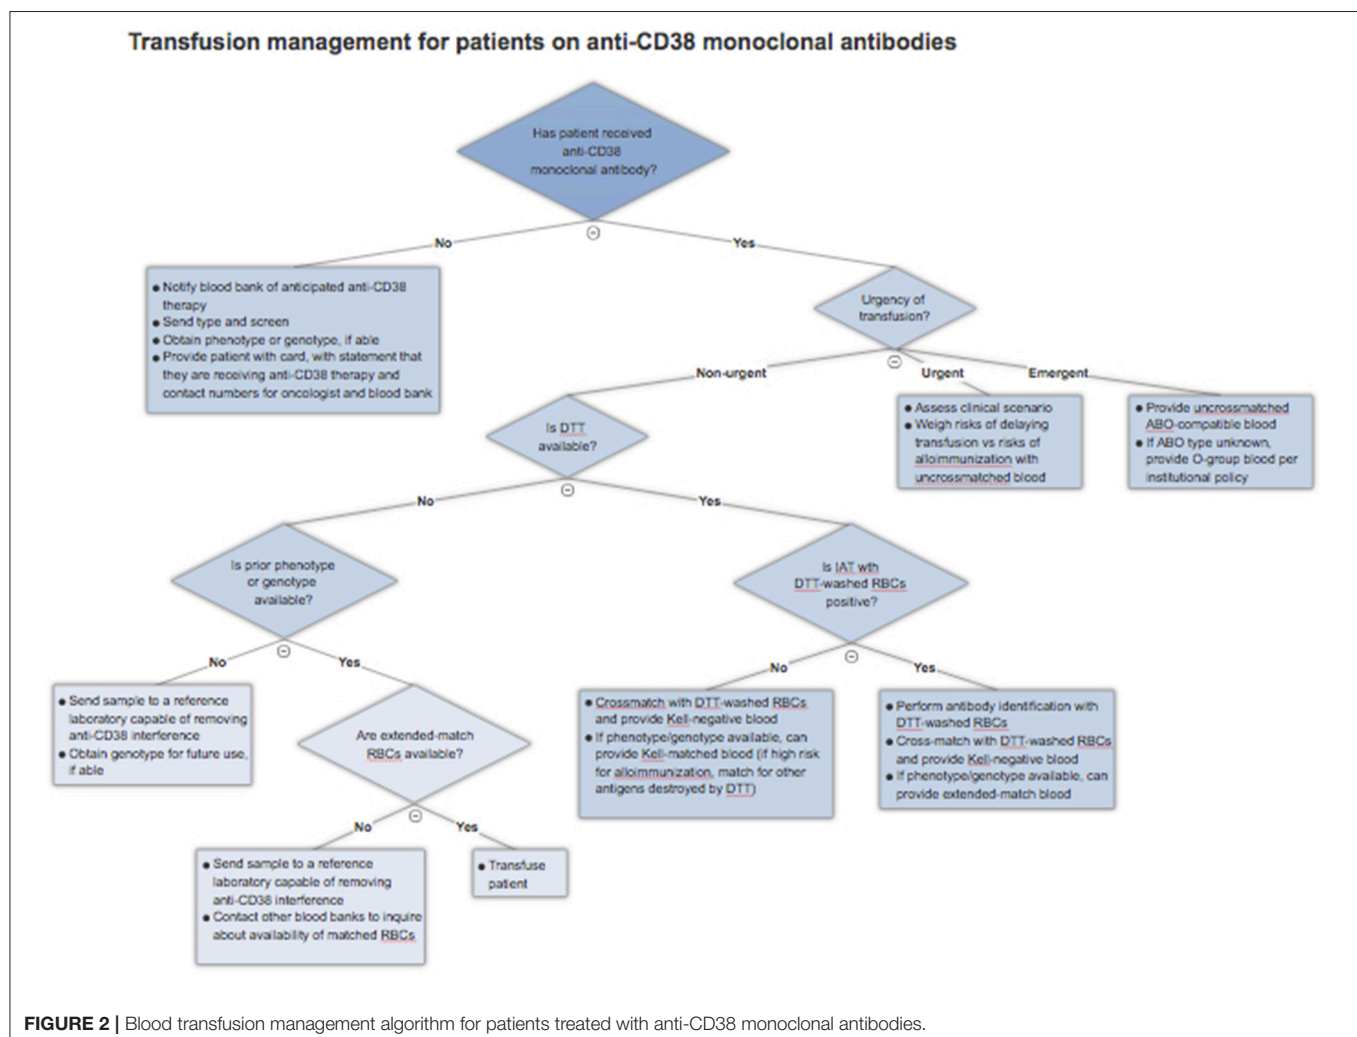 Transfusion management for patients on anti-CD38 monoclonal antibodies
Has patient received
anti-CD38
monoclonal antibody?
No
Yes
● Notify blood bank of anticipated anti-CD38
therapy
● Send type and screen
● Obtain phenotype or genotype, if able
● Provide patient with card, with statement that
they are receiving anti-CD38 therapy and
contact numbers for oncologist and blood bank
Urgency of
transfusion?
Non-urgent
Urgent
Emergent
● Assess clinical scenario
● Weigh risks of delaying
transfusion vs risks of
alloimmunization with
uncrossmatched blood
● Provide uncrossmatched
ABO-compatible blood
● If ABO type unknown,
provide O-group blood per
institutional policy
Is DTT
available?
No
Yes
Is prior phenotype
or genotype
available?
Is IAT wth
DTT-washed RBCs
positive?
No
Yes
No
Yes
● Send sample to a reference
laboratory capable of removing
anti-CD38 interference
● Obtain genotype for future use,
if able
Are extended-match
RBCs available?
● Crossmatch with DTT-washed RBCs
and provide Kell-negative blood
● If phenotype/genotype available, can
provide Kell-matched blood (if high risk
for alloimmunization, match for other
antigens destroyed by DTT)
● Perform antibody identification with
DTT-washed RBCs
● Cross-match with DTT-washed RBCs
and provide Kell-negative blood
● If phenotype/genotype available, can
provide extended-match blood
No
Yes
● Send sample to a reference
laboratory capable of removing
anti-CD38 interference
● Contact other blood banks to inquire
about availability of matched RBCs
● Transfuse
patient
FIGURE 2 | Blood transfusion management algorithm for patients treated with anti-CD38 monoclonal antibodies.